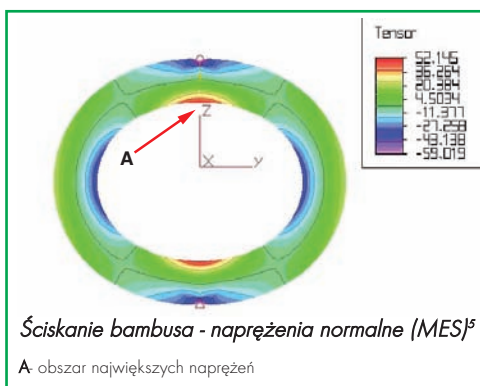 Tensor
52.145
36.264
20.384
4.5034
-11.377
-27.258
-43.138
-59.019
Z
A
X
y
Ściskanie bambusa - naprężenia normalne (MES)⁵
A- obszar największych naprężeń